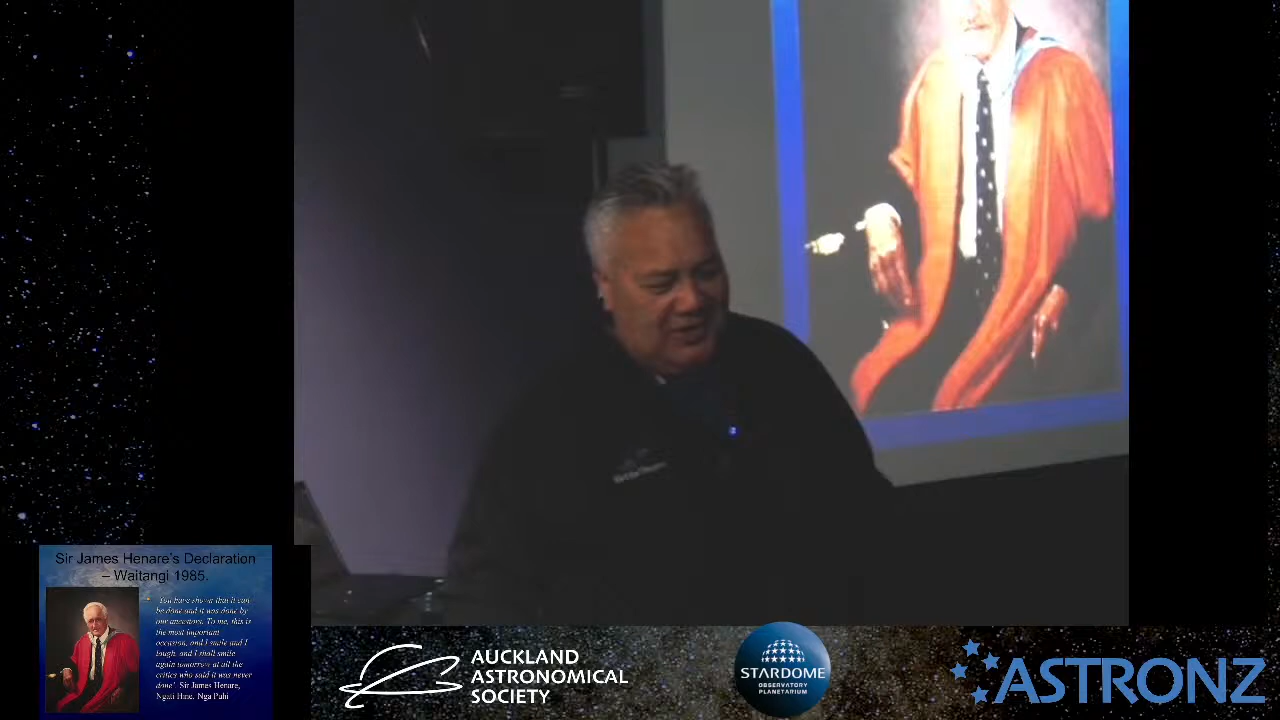 Sir James Henare's Declaration
– Waitangi 1985.
"You have shown that it can
be done and it was done by
our ancestors. To me, this is
the most important
occasion, and I smile and I
laugh, and I shall smile
again tomorrow at all the
critics who said it was never
done'. Sir James Henare,
Ngati Hine, Nga Puhi
AUCKLAND
ASTRONOMICAL
SOCIETY
STARDOME
OBSERVATORY
PLANETARIUM
ASTRONZ